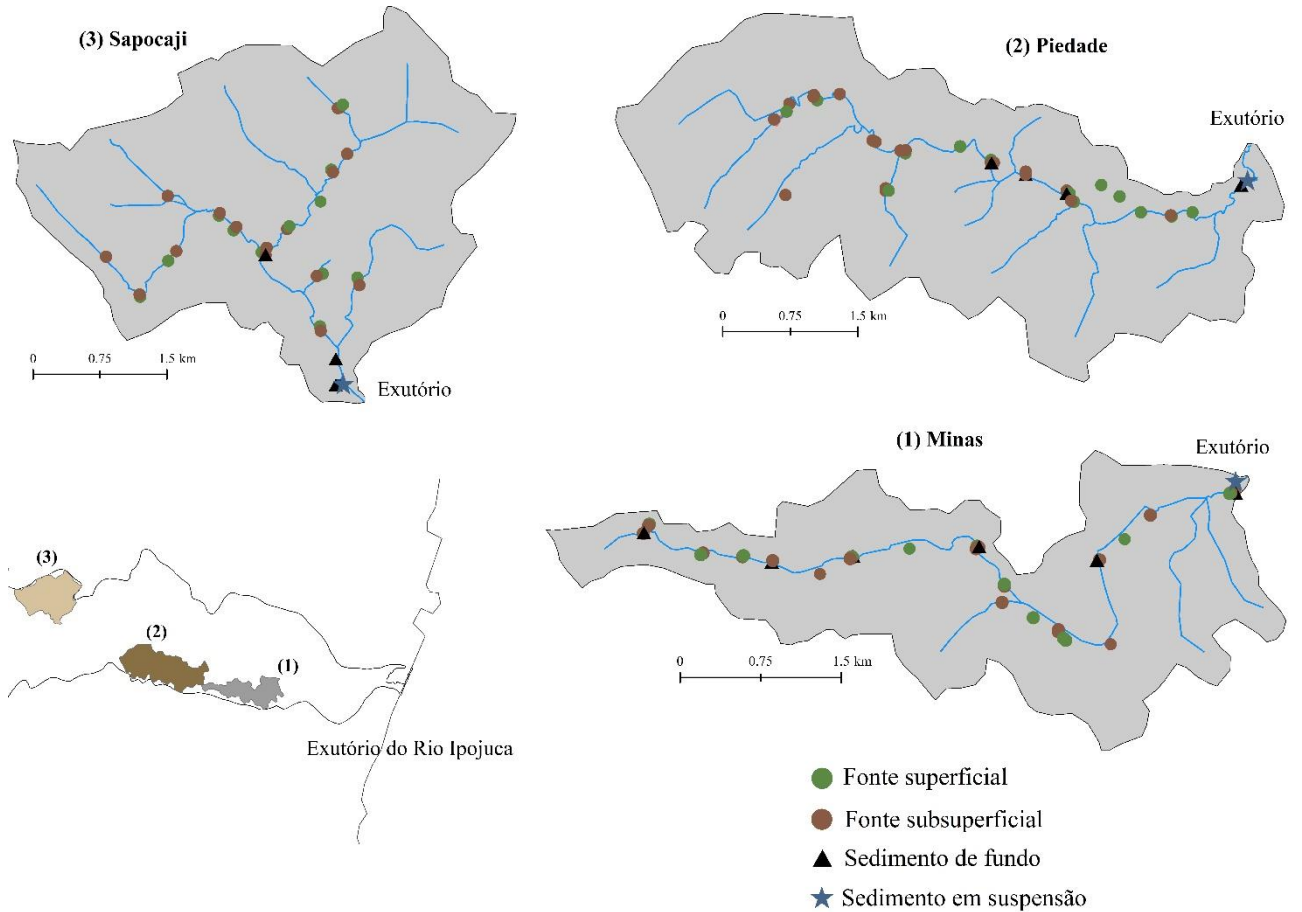 (3) Sapocaji
(2) Piedade
Exutório
0 0.75 1.5 km
Exutório
0 0.75 1.5 km
(1) Minas
Exutório
(3)
(2)
(1)
0 0.75 1.5 km
Exutório do Rio Ipojuca
Fonte superficial
Fonte subsuperficial
Sedimento de fundo
Sedimento em suspensão